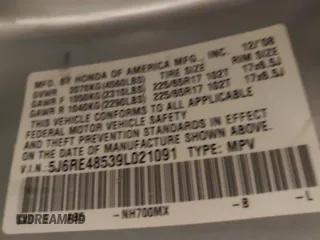 MFD. BY HONDA OF AMERICA MFG., INC. 12/08
GVWR 2070KG(4560LBS) TIRE SIZE RIM SIZE
GAWR F 1050KG(2310LBS) 225/65R17 102T 17x6.5J
GAWR R 1040KG(2290LBS) 225/65R17 102T 17x6.5J
THIS VEHICLE CONFORMS TO ALL APPLICABLE
FEDERAL MOTOR VEHICLE SAFETY
AND THEFT PREVENTION STANDARDS IN EFFECT ON THE
DATE OF MANUFACTURE SHOWN ABOVE.
V.I.N. 5J6RE48539L021091 TYPE: MPV
-NH700MX -B -L